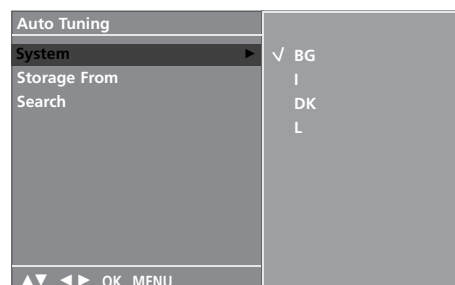 Auto Tuning
System ▶
Storage From
Search
√ BG
I
DK
L
▲▼ ◀▶ OK MENU